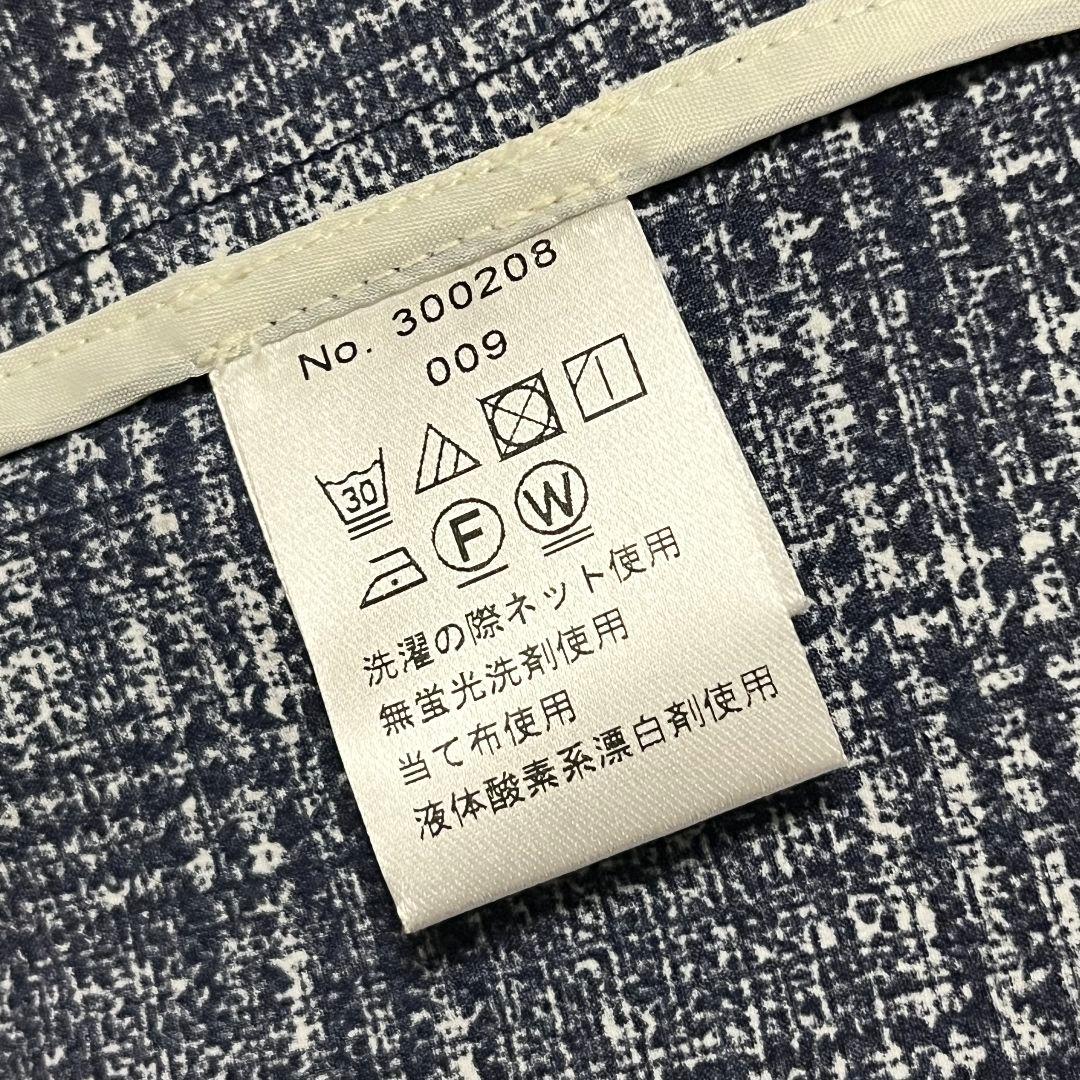 No. 300208
009
30
F W
洗濯の際ネット使用
無蛍光洗剤使用
当て布使用
液体酸素系漂白剤使用